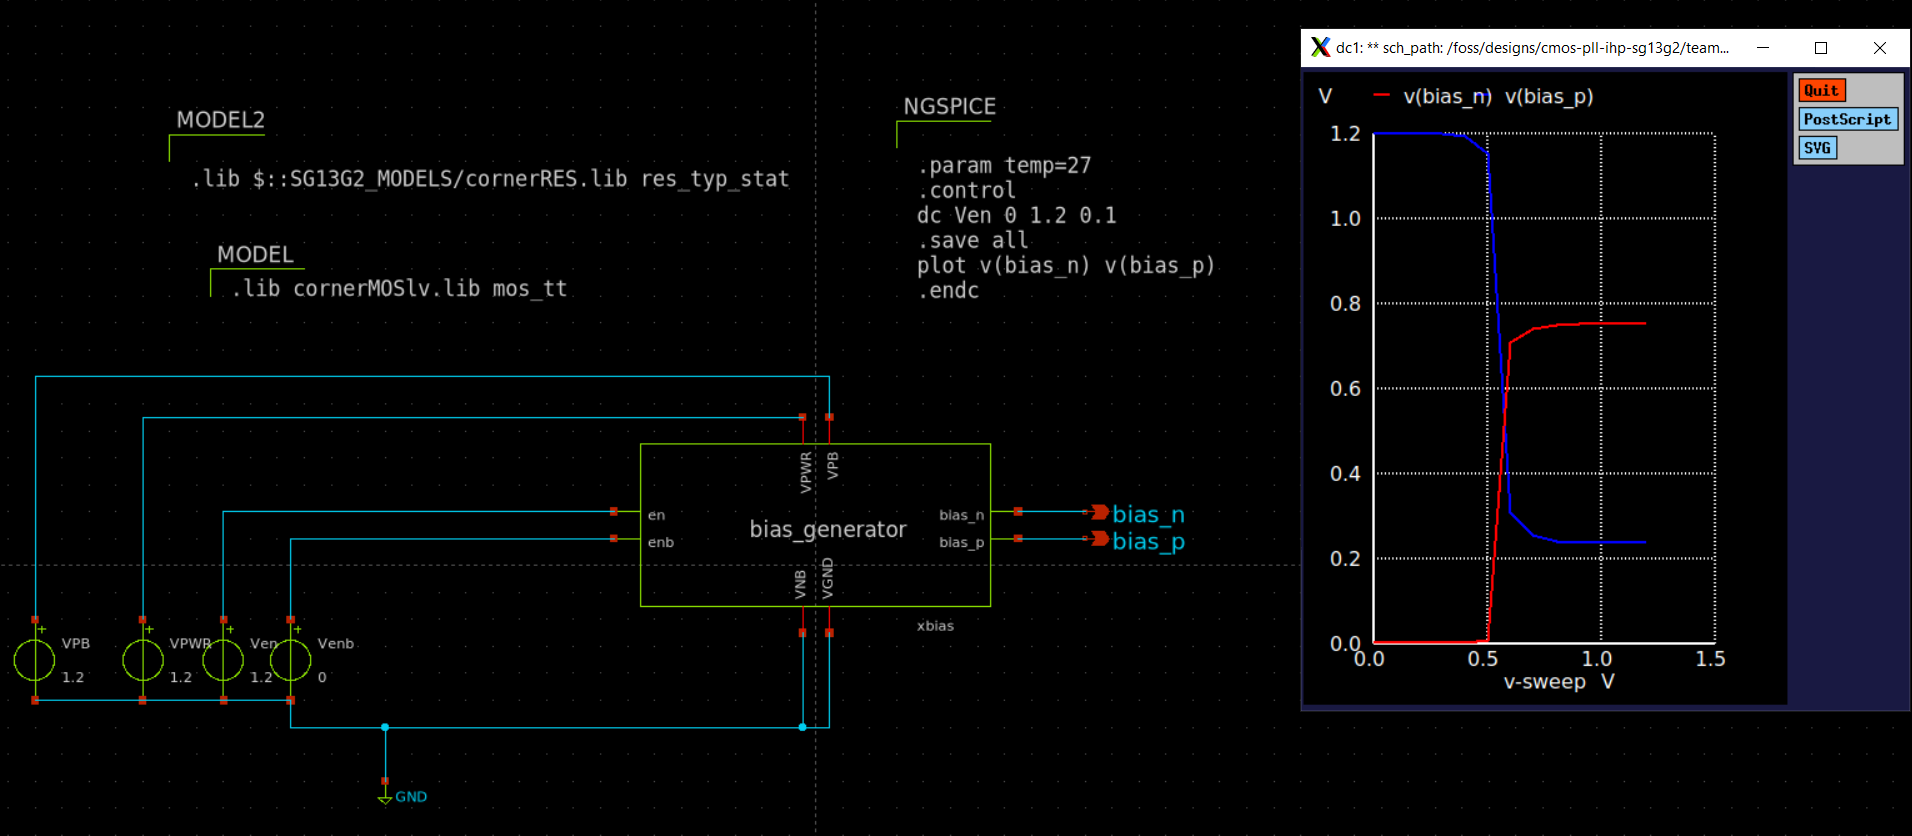 MODEL2
.lib $::SG13G2_MODELS/cornerRES.lib res_typ_stat
MODEL
.lib cornerMOSlv.lib mos_tt
NGSPICE
.param temp=27
.control
dc Ven 0 1.2 0.1
.save all
plot v(bias_n) v(bias_p)
.endc
VPWR
VPB
en
enb
bias_generator
bias_n
bias_p
VNB
VGND
xbias
bias_n
bias_p
VPB
1.2
VPWR
1.2
Ven
1.2
Venb
0
GND
dc1: ** sch_path: /foss/designs/cmos-pll-ihp-sg13g2/team...
Quit
PostScript
SVG
V
v(bias_n) v(bias_p)
1.2
1.0
0.8
0.6
0.4
0.2
0.0
0.0 0.5 1.0 1.5
v-sweep V